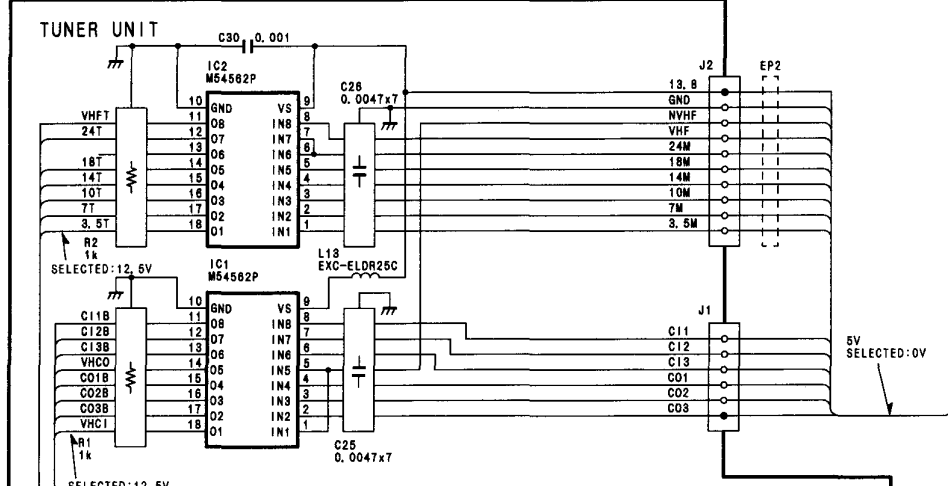 TUNER UNIT
C30 0.001
IC2
M54562P
C26
0.0047x7
J2
EP2
10 GND VS 9
VHFT 11 O8 IN8 8
24T 12 O7 IN7 7
13 O6 IN6 6
18T 14 O5 IN5 5
14T 15 O4 IN4 4
10T 16 O3 IN3 3
7T 17 O2 IN2 2
3.5T 18 O1 IN1 1
13.8
GND
NVHF
VHF
24M
18M
14M
10M
7M
3.5M
R2
1k
SELECTED:12.5V
L13
EXC-ELDR25C
IC1
M54562P
J1
10 GND VS 9
CI1B 11 O8 IN8 8
CI2B 12 O7 IN7 7
CI3B 13 O6 IN6 6
VHCO 14 O5 IN5 5
CO1B 15 O4 IN4 4
CO2B 16 O3 IN3 3
CO3B 17 O2 IN2 2
VHCI 18 O1 IN1 1
CI1
CI2
CI3
CO1
CO2
CO3
5V
SELECTED:0V
R1
1k
C25
0.0047x7
SELECTED:12.5V